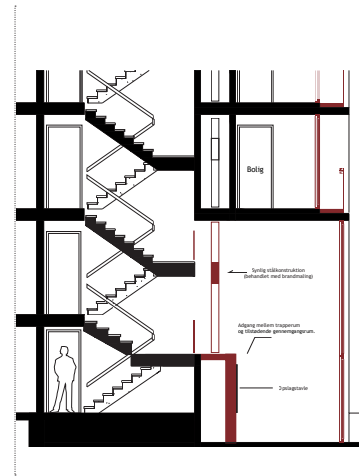 Bolig
Synlig stålkonstruktion
(behandlet med brandmaling)
Adgang mellem trapperum
og tilstødende gennemgangsrum.
Opslagstavle